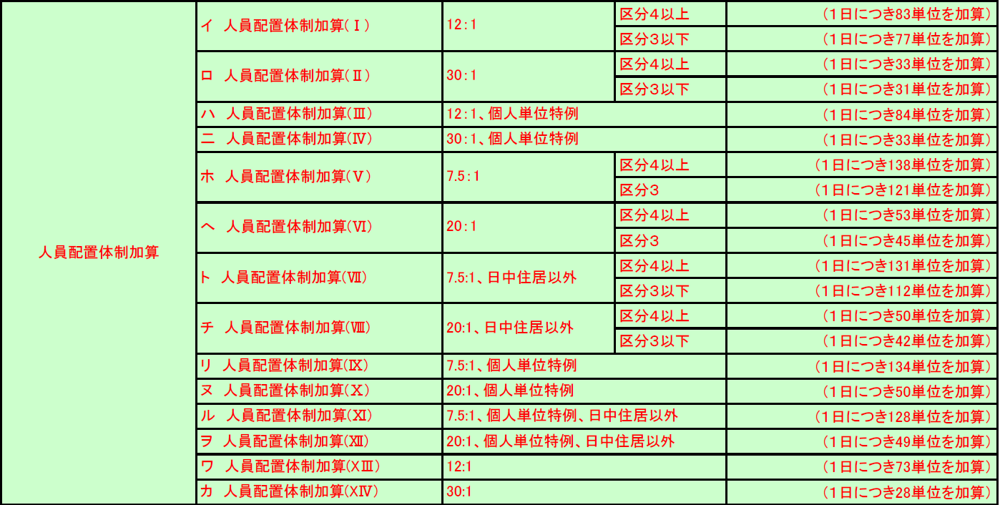 人員配置体制加算
イ 人員配置体制加算(Ⅰ) 12:1 区分4以上 (1日につき83単位を加算)
区分3以下 (1日につき77単位を加算)
ロ 人員配置体制加算(Ⅱ) 30:1 区分4以上 (1日につき33単位を加算)
区分3以下 (1日につき31単位を加算)
ハ 人員配置体制加算(Ⅲ) 12:1、個人単位特例 (1日につき84単位を加算)
ニ 人員配置体制加算(Ⅳ) 30:1、個人単位特例 (1日につき33単位を加算)
ホ 人員配置体制加算(Ⅴ) 7.5:1 区分4以上 (1日につき138単位を加算)
区分3 (1日につき121単位を加算)
ヘ 人員配置体制加算(Ⅵ) 20:1 区分4以上 (1日につき53単位を加算)
区分3 (1日につき45単位を加算)
ト 人員配置体制加算(Ⅶ) 7.5:1、日中住居以外 区分4以上 (1日につき131単位を加算)
区分3以下 (1日につき112単位を加算)
チ 人員配置体制加算(Ⅷ) 20:1、日中住居以外 区分4以上 (1日につき50単位を加算)
区分3以下 (1日につき42単位を加算)
リ 人員配置体制加算(Ⅸ) 7.5:1、個人単位特例 (1日につき134単位を加算)
ヌ 人員配置体制加算(Ⅹ) 20:1、個人単位特例 (1日につき50単位を加算)
ル 人員配置体制加算(Ⅺ) 7.5:1、個人単位特例、日中住居以外 (1日につき128単位を加算)
ヲ 人員配置体制加算(Ⅻ) 20:1、個人単位特例、日中住居以外 (1日につき49単位を加算)
ワ 人員配置体制加算(XⅢ) 12:1 (1日につき73単位を加算)
カ 人員配置体制加算(XⅣ) 30:1 (1日につき28単位を加算)